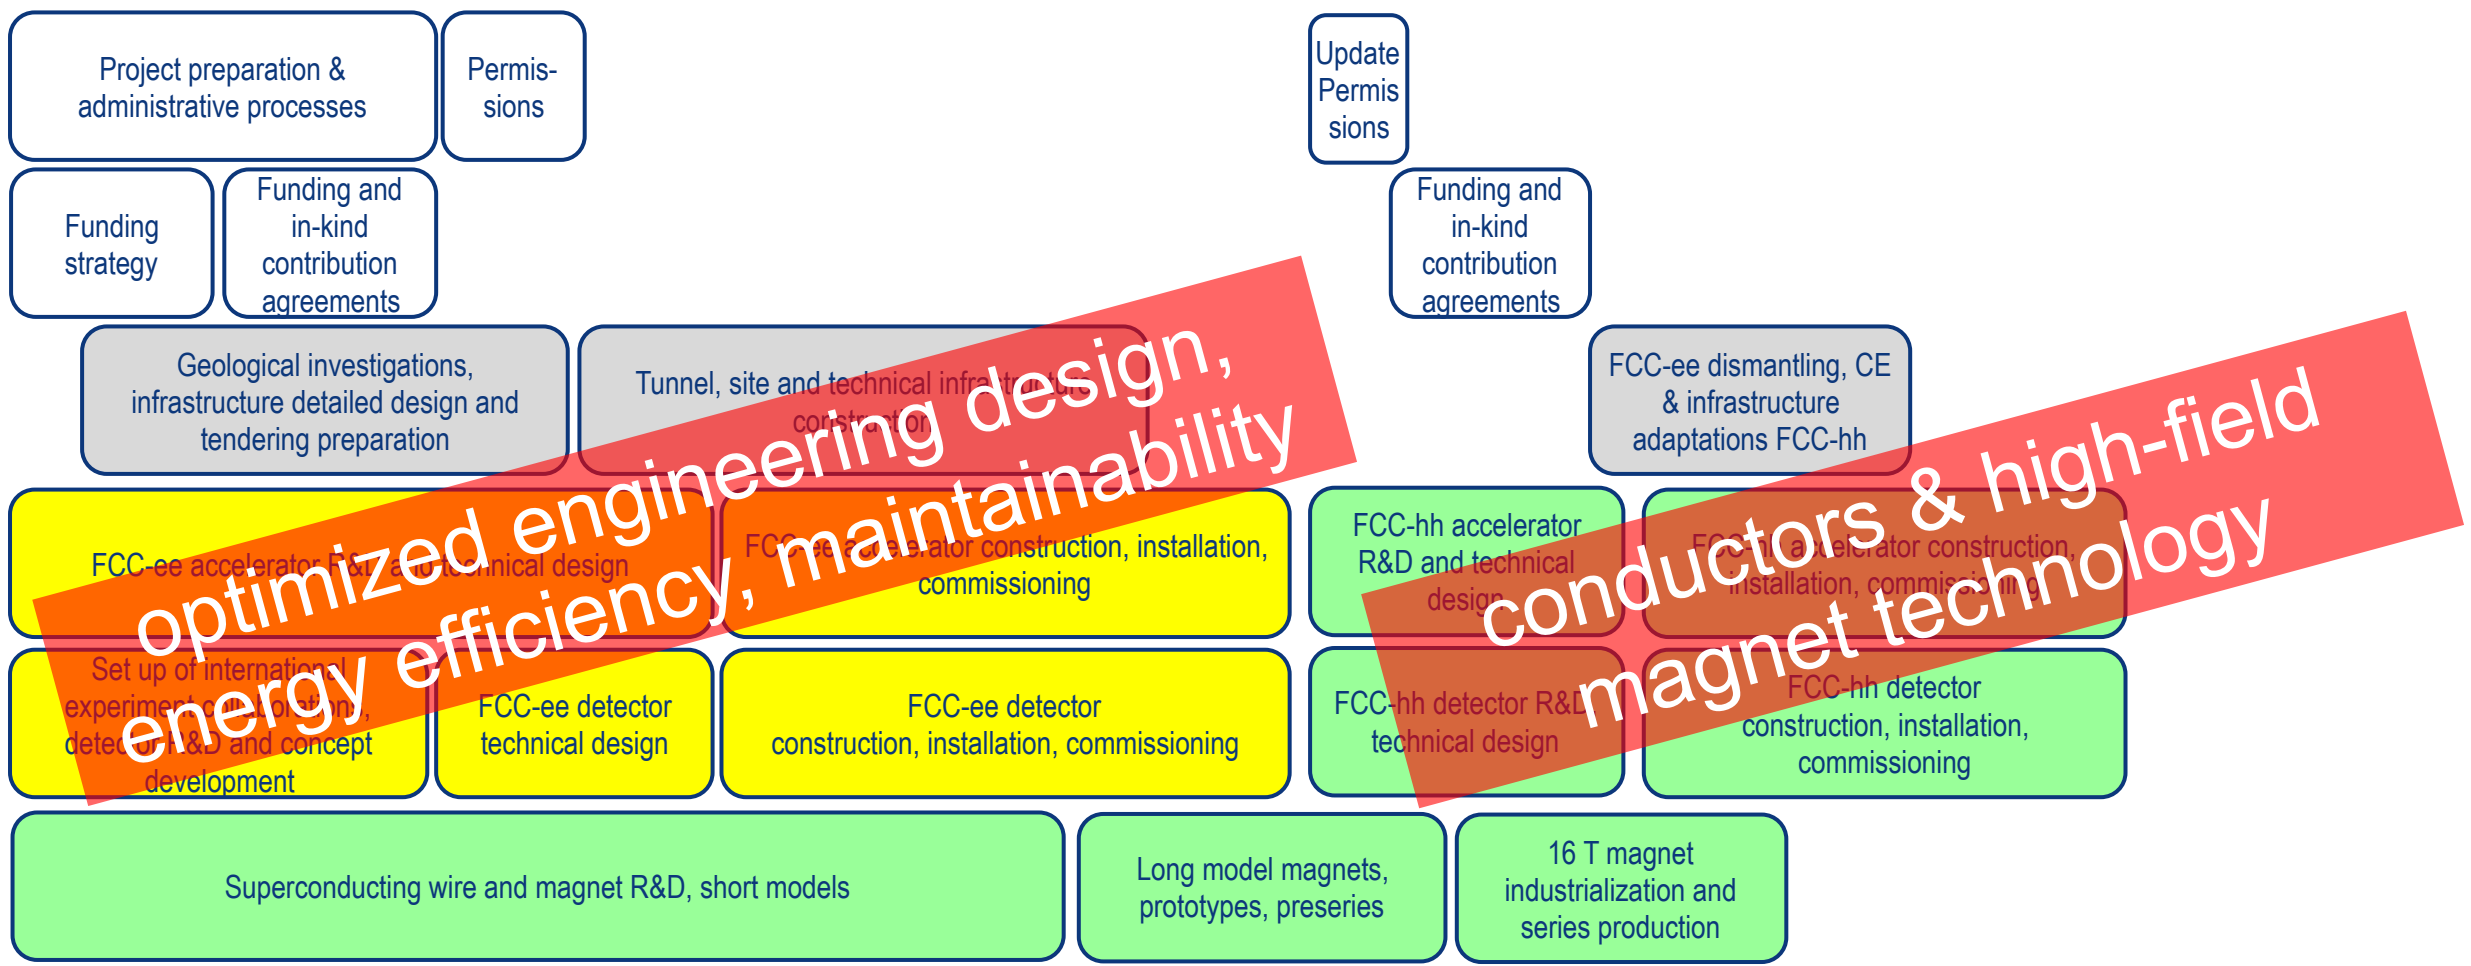 Project preparation &
administrative processes
Permis-
sions
Update
Permis
sions
Funding
strategy
Funding and
in-kind
contribution
agreements
Funding and
in-kind
contribution
agreements
Geological investigations,
infrastructure detailed design and
tendering preparation
Tunnel, site and technical infrastructure
construction
FCC-ee dismantling, CE
& infrastructure
adaptations FCC-hh
optimized engineering design,
energy efficiency, maintainability
conductors & high-field
magnet technology
FCC-ee accelerator R&D and technical design
FCC-ee accelerator construction, installation,
commissioning
FCC-hh accelerator
R&D and technical
design
FCC-hh accelerator construction,
installation, commissioning
Set up of international
experiment collaborations,
detector R&D and concept
development
FCC-ee detector
technical design
FCC-ee detector
construction, installation, commissioning
FCC-hh detector R&D,
technical design
FCC-hh detector
construction, installation,
commissioning
Superconducting wire and magnet R&D, short models
Long model magnets,
prototypes, preseries
16 T magnet
industrialization and
series production